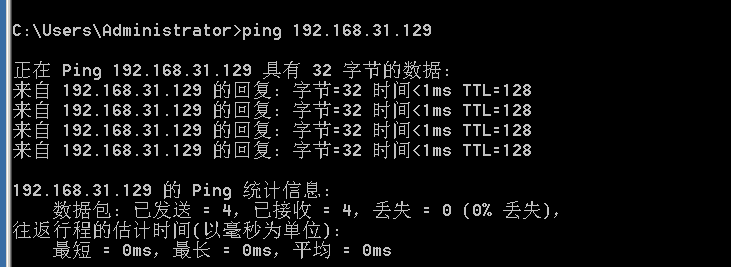 C:\Users\Administrator>ping 192.168.31.129
正在 Ping 192.168.31.129 具有 32 字节的数据:
来自 192.168.31.129 的回复: 字节=32 时间<1ms TTL=128
来自 192.168.31.129 的回复: 字节=32 时间<1ms TTL=128
来自 192.168.31.129 的回复: 字节=32 时间<1ms TTL=128
来自 192.168.31.129 的回复: 字节=32 时间<1ms TTL=128
192.168.31.129 的 Ping 统计信息:
数据包: 已发送 = 4，已接收 = 4，丢失 = 0 (0% 丢失)，
往返行程的估计时间(以毫秒为单位):
最短 = 0ms，最长 = 0ms，平均 = 0ms